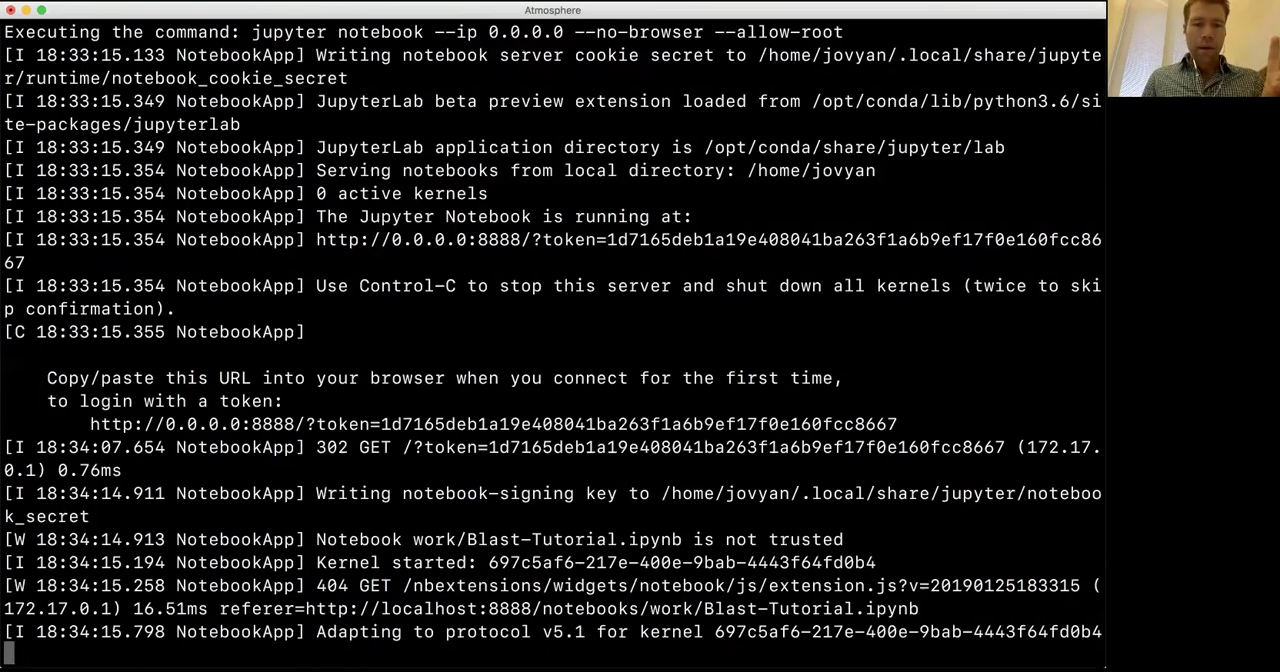 Atmosphere
Executing the command: jupyter notebook --ip 0.0.0.0 --no-browser --allow-root
[I 18:33:15.133 NotebookApp] Writing notebook server cookie secret to /home/jovyan/.local/share/jupyte
r/runtime/notebook_cookie_secret
[I 18:33:15.349 NotebookApp] JupyterLab beta preview extension loaded from /opt/conda/lib/python3.6/si
te-packages/jupyterlab
[I 18:33:15.349 NotebookApp] JupyterLab application directory is /opt/conda/share/jupyter/lab
[I 18:33:15.354 NotebookApp] Serving notebooks from local directory: /home/jovyan
[I 18:33:15.354 NotebookApp] 0 active kernels
[I 18:33:15.354 NotebookApp] The Jupyter Notebook is running at:
[I 18:33:15.354 NotebookApp] http://0.0.0.0:8888/?token=1d7165deb1a19e408041ba263f1a6b9ef17f0e160fcc86
67
[I 18:33:15.354 NotebookApp] Use Control-C to stop this server and shut down all kernels (twice to ski
p confirmation).
[C 18:33:15.355 NotebookApp]
Copy/paste this URL into your browser when you connect for the first time,
to login with a token:
http://0.0.0.0:8888/?token=1d7165deb1a19e408041ba263f1a6b9ef17f0e160fcc8667
[I 18:34:07.654 NotebookApp] 302 GET /?token=1d7165deb1a19e408041ba263f1a6b9ef17f0e160fcc8667 (172.17.
0.1) 0.76ms
[I 18:34:14.911 NotebookApp] Writing notebook-signing key to /home/jovyan/.local/share/jupyter/noteboo
k_secret
[W 18:34:14.913 NotebookApp] Notebook work/Blast-Tutorial.ipynb is not trusted
[I 18:34:15.194 NotebookApp] Kernel started: 697c5af6-217e-400e-9bab-4443f64fd0b4
[W 18:34:15.258 NotebookApp] 404 GET /nbextensions/widgets/notebook/js/extension.js?v=20190125183315 (
172.17.0.1) 16.51ms referer=http://localhost:8888/notebooks/work/Blast-Tutorial.ipynb
[I 18:34:15.798 NotebookApp] Adapting to protocol v5.1 for kernel 697c5af6-217e-400e-9bab-4443f64fd0b4